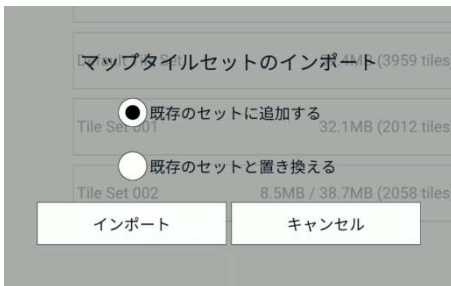 マップタイルセットのインポート
(3959 tiles
既存のセットに追加する
Tile Set 001
32.1MB (2012 tiles
既存のセットと置き換える
Tile Set 002
8.5MB / 38.7MB (2058 tiles
インポート
キャンセル